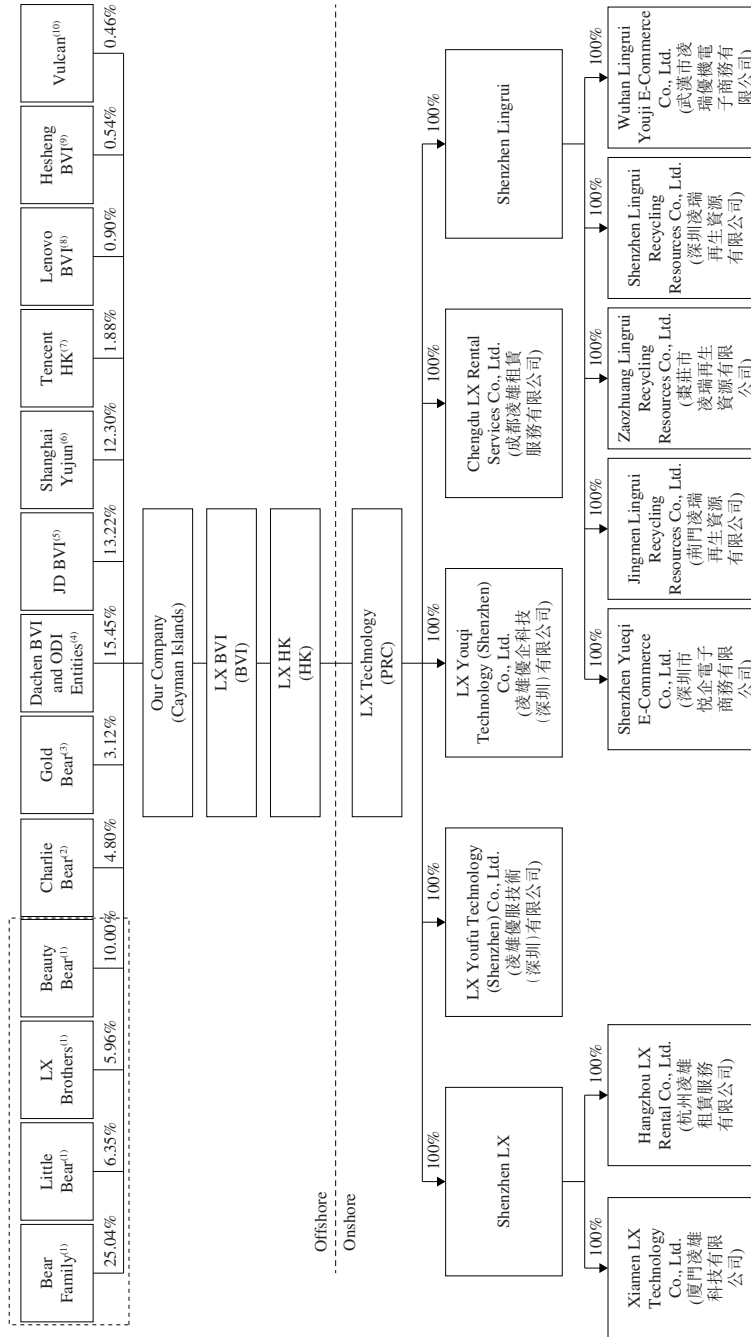 Bear
Family(1)
Little
Bear(1)
LX
Brothers(1)
Beauty
Bear(1)
Charlie
Bear(2)
Gold
Bear(3)
Dachen BVI
and ODI
Entities(4)
JD BVI(5)
Shanghai
Yujun(6)
Tencent
HK(7)
Lenovo
BVI(8)
Hesheng
BVI(9)
Vulcan(10)
25.04%
6.35%
5.96%
10.00%
4.80%
3.12%
15.45%
13.22%
12.30%
1.88%
0.90%
0.54%
0.46%
Our Company
(Cayman Islands)
LX BVI
(BVI)
LX HK
(HK)
Offshore
Onshore
LX Technology
(PRC)
100%
100%
100%
100%
100%
Shenzhen LX
LX Youfu Technology
(Shenzhen) Co., Ltd.
(凌雄優服技術
(深圳)有限公司)
LX Youqi
Technology (Shenzhen)
Co., Ltd.
(凌雄優企科技
(深圳)有限公司)
Chengdu LX Rental
Services Co., Ltd.
(成都凌雄租賃
服務有限公司)
Shenzhen Lingrui
100%
100%
100%
100%
100%
100%
100%
Xiamen LX
Technology
Co., Ltd.
(廈門凌雄
科技有限
公司)
Hangzhou LX
Rental Co., Ltd.
(杭州凌雄
租賃服務
有限公司)
Shenzhen Yueqi
E-Commerce
Co., Ltd.
(深圳市
悅企電子
商務有限
公司)
Jingmen Lingrui
Recycling
Resources Co., Ltd.
(荊門凌瑞
再生資源
有限公司)
Zaozhuang Lingrui
Recycling
Resources Co., Ltd.
(棗莊市
凌瑞再生
資源有限
公司)
Shenzhen Lingrui
Recycling
Resources Co., Ltd.
(深圳凌瑞
再生資源
有限公司)
Wuhan Lingrui
Youji E-Commerce
Co., Ltd.
(武漢市凌
瑞優機電
子商務有
限公司)